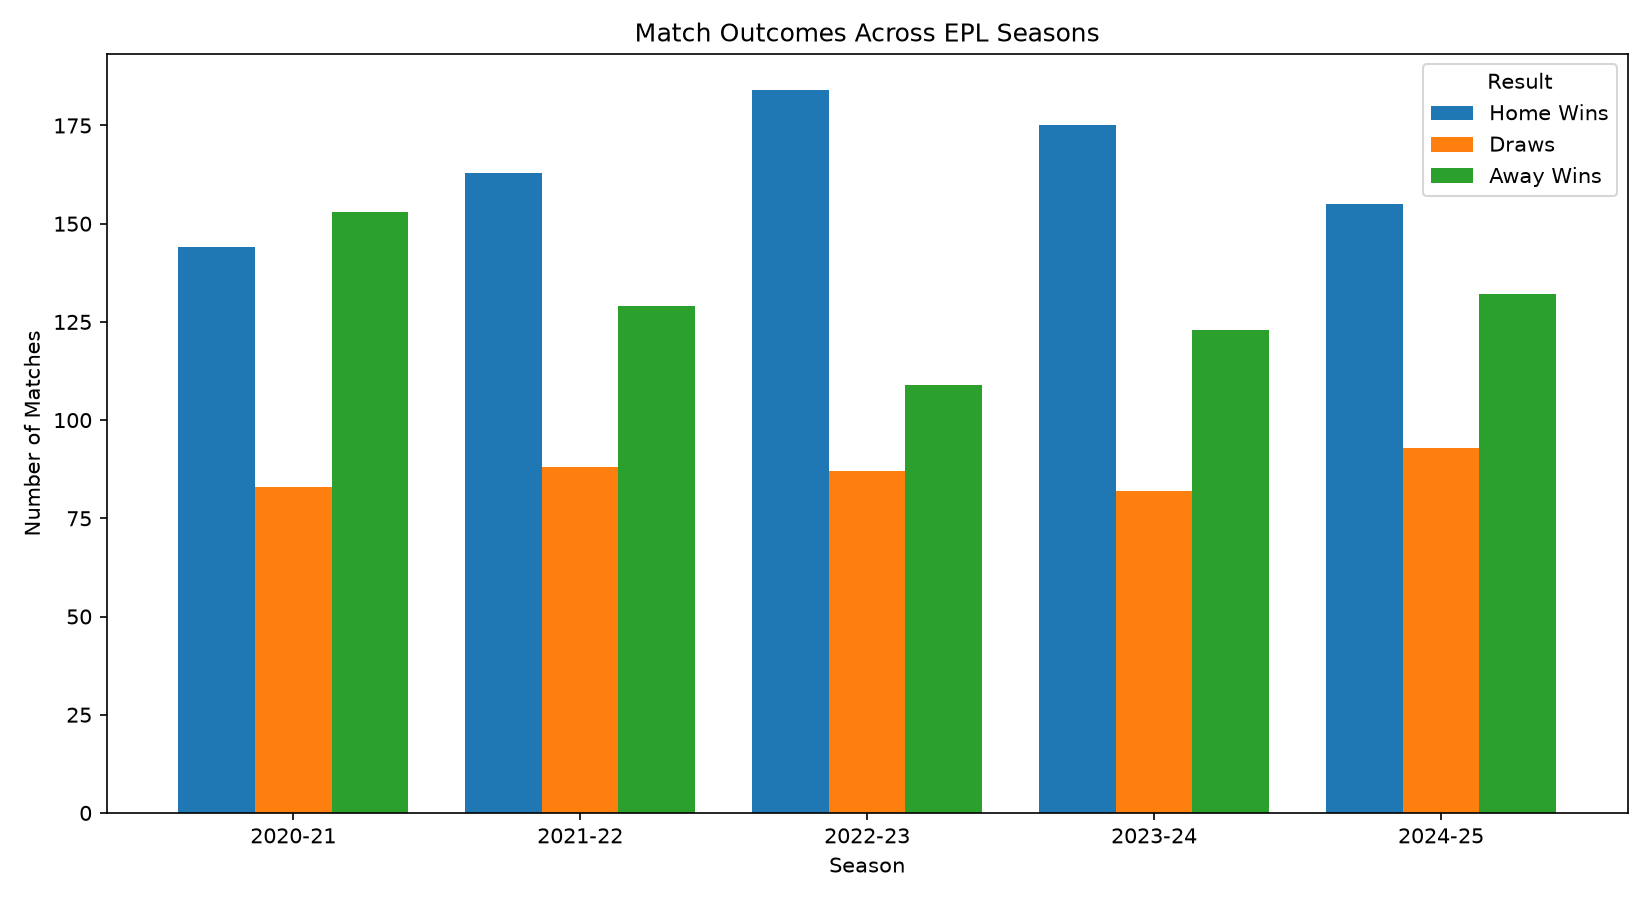 Match Outcomes Across EPL Seasons
Result
Home Wins
Draws
Away Wins
Number of Matches
175
150
125
100
75
50
25
0
2020-21 2021-22 2022-23 2023-24 2024-25
Season